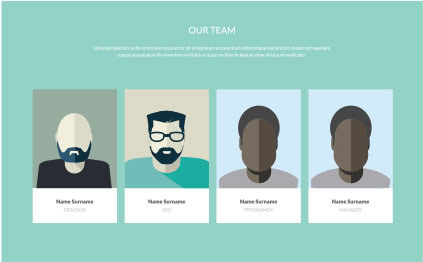 OUR TEAM
Sed ut perspiciatis unde omnis iste natus error sit voluptatem accusantium doloremque laudantium, totam rem aperiam,
eaque ipsa quae ab illo inventore veritatis et quasi architecto beatae vitae dicta sunt explicabo.
Name Surname
DESIGNER
Name Surname
SEO
Name Surname
PROGRAMMER
Name Surname
MANAGER